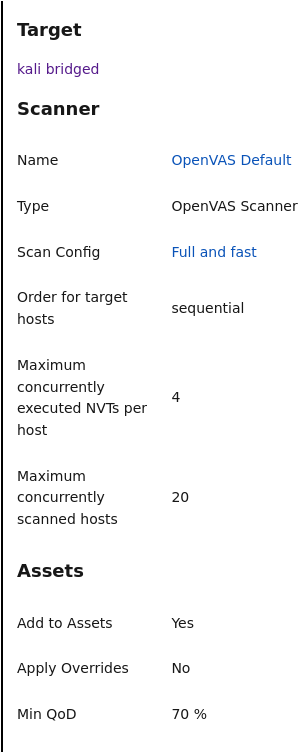 Target
kali bridged
Scanner
Name OpenVAS Default
Type OpenVAS Scanner
Scan Config Full and fast
Order for target
hosts
sequential
Maximum
concurrently
executed NVTs per
host
4
Maximum
concurrently
scanned hosts
20
Assets
Add to Assets Yes
Apply Overrides No
Min QoD 70 %